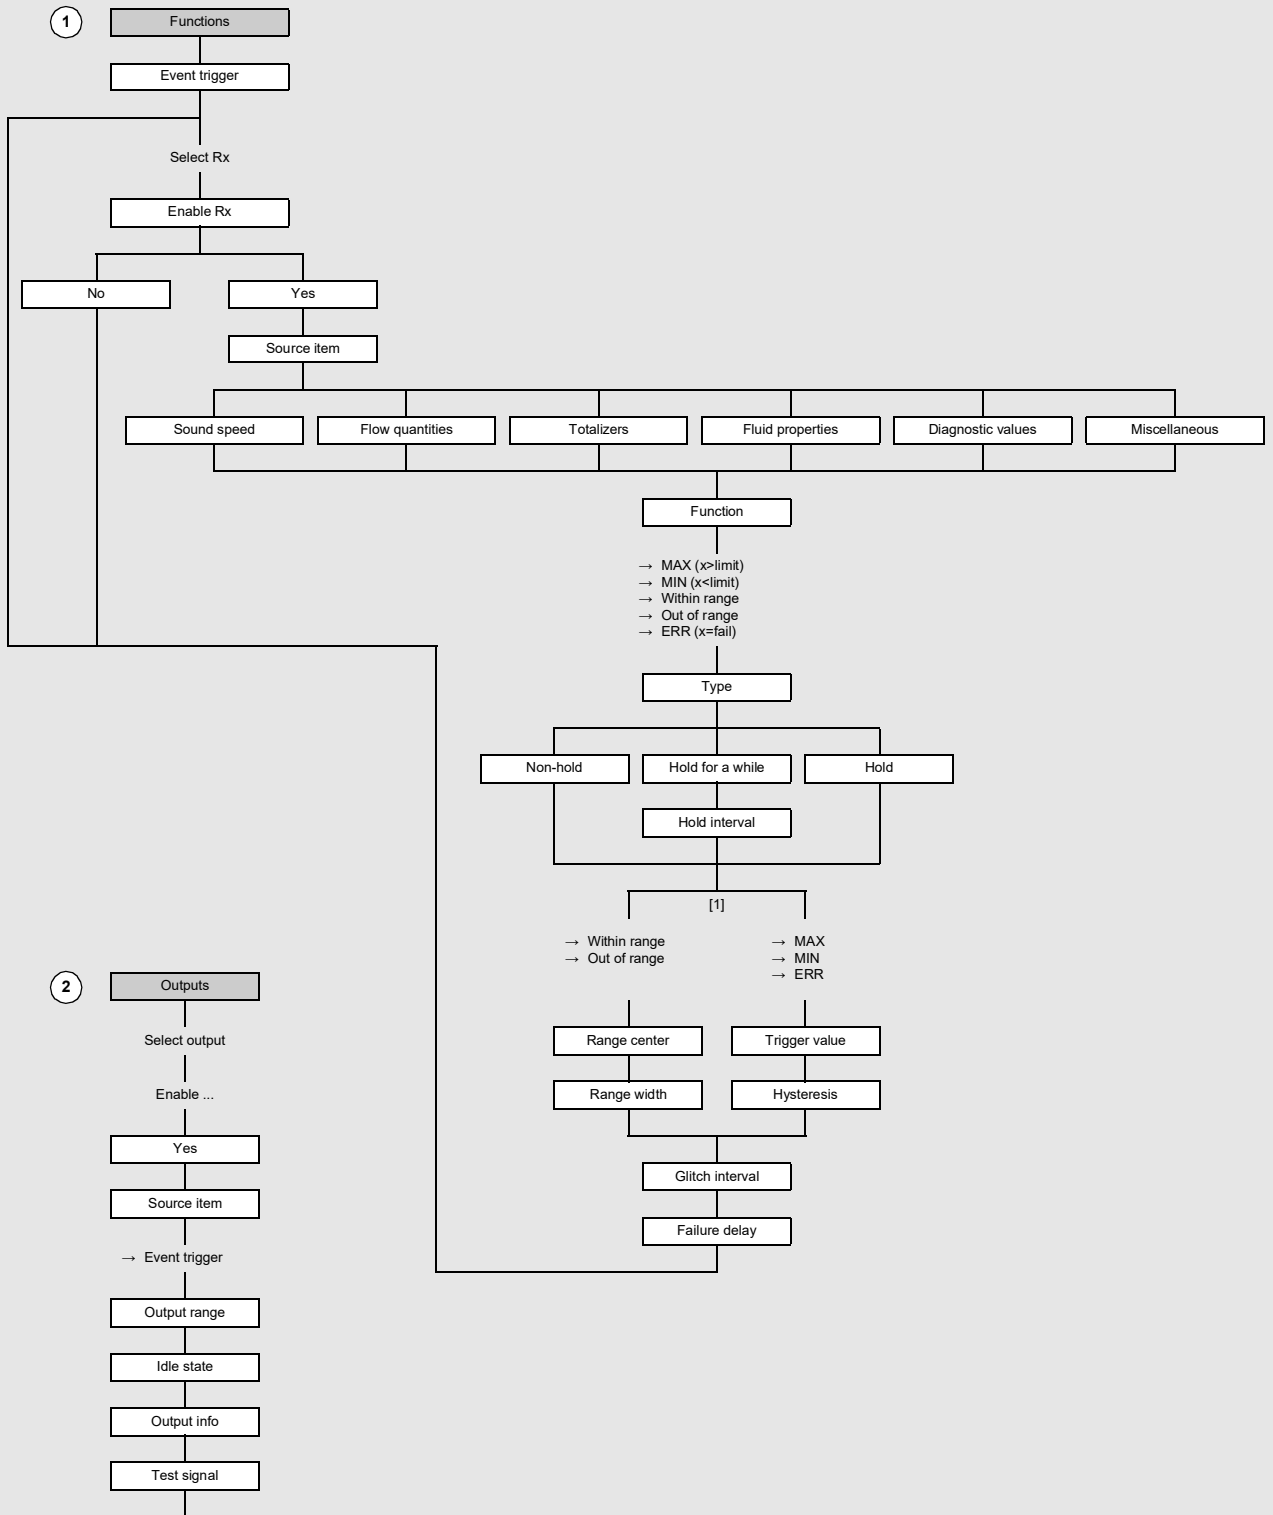 1
Functions
Event trigger
Select Rx
Enable Rx
No
Yes
Source item
Sound speed
Flow quantities
Totalizers
Fluid properties
Diagnostic values
Miscellaneous
Function
→ MAX (x>limit)
→ MIN (x<limit)
→ Within range
→ Out of range
→ ERR (x=fail)
Type
Non-hold
Hold for a while
Hold
Hold interval
[1]
→ Within range
→ Out of range
→ MAX
→ MIN
→ ERR
Range center
Trigger value
Range width
Hysteresis
Glitch interval
Failure delay
2
Outputs
Select output
Enable ...
Yes
Source item
→ Event trigger
Output range
Idle state
Output info
Test signal